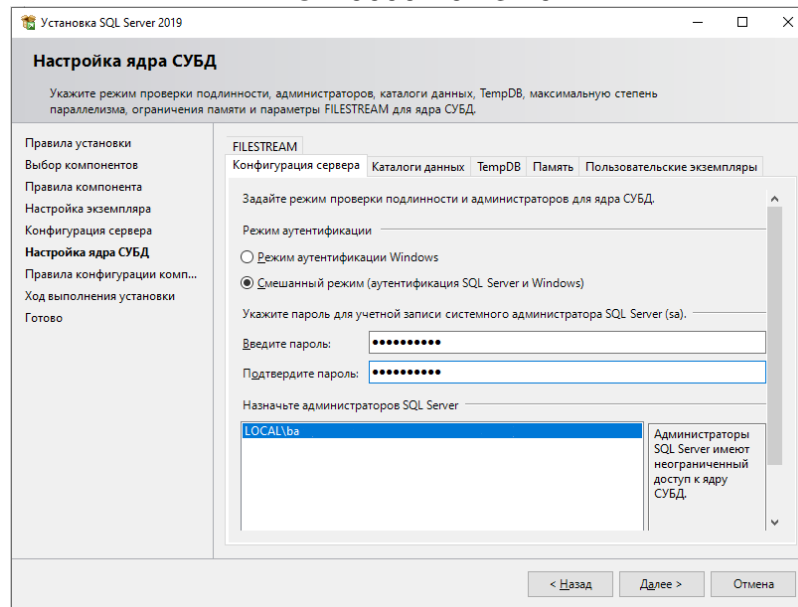 Установка SQL Server 2019
Настройка ядра СУБД
Укажите режим проверки подлинности, администраторов, каталоги данных, TempDB, максимальную степень
параллелизма, ограничения памяти и параметры FILESTREAM для ядра СУБД.
Правила установки
Выбор компонентов
Правила компонента
Настройка экземпляра
Конфигурация сервера
Настройка ядра СУБД
Правила конфигурации комп...
Ход выполнения установки
Готово
FILESTREAM
Конфигурация сервера Каталоги данных TempDB Память Пользовательские экземпляры
Задайте режим проверки подлинности и администраторов для ядра СУБД.
Режим аутентификации
Режим аутентификации Windows
Смешанный режим (аутентификация SQL Server и Windows)
Укажите пароль для учетной записи системного администратора SQL Server (sa).
Введите пароль: ●●●●●●●●●●
Подтвердите пароль: ●●●●●●●●●●
Назначьте администраторов SQL Server
LOCAL\ba
Администраторы
SQL Server имеют
неограниченный
доступ к ядру
СУБД.
< Назад Далее > Отмена